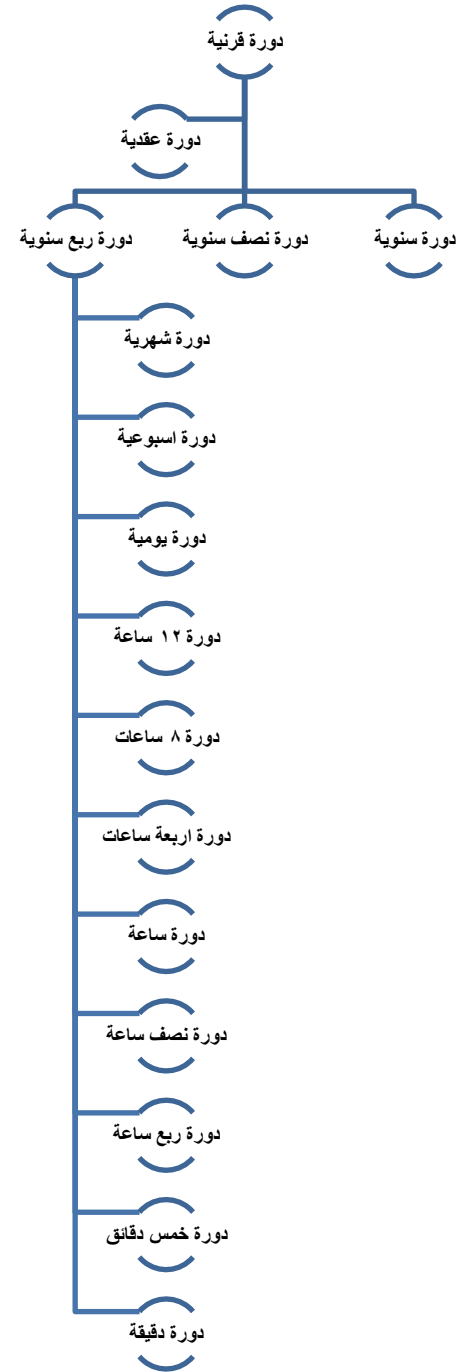 دورة قرنية
دورة عقدية
دورة سنوية
دورة نصف سنوية
دورة ربع سنوية
دورة شهرية
دورة اسبوعية
دورة يومية
دورة ١٢ ساعة
دورة ٨ ساعات
دورة اربعة ساعات
دورة ساعة
دورة نصف ساعة
دورة ربع ساعة
دورة خمس دقائق
دورة دقيقة